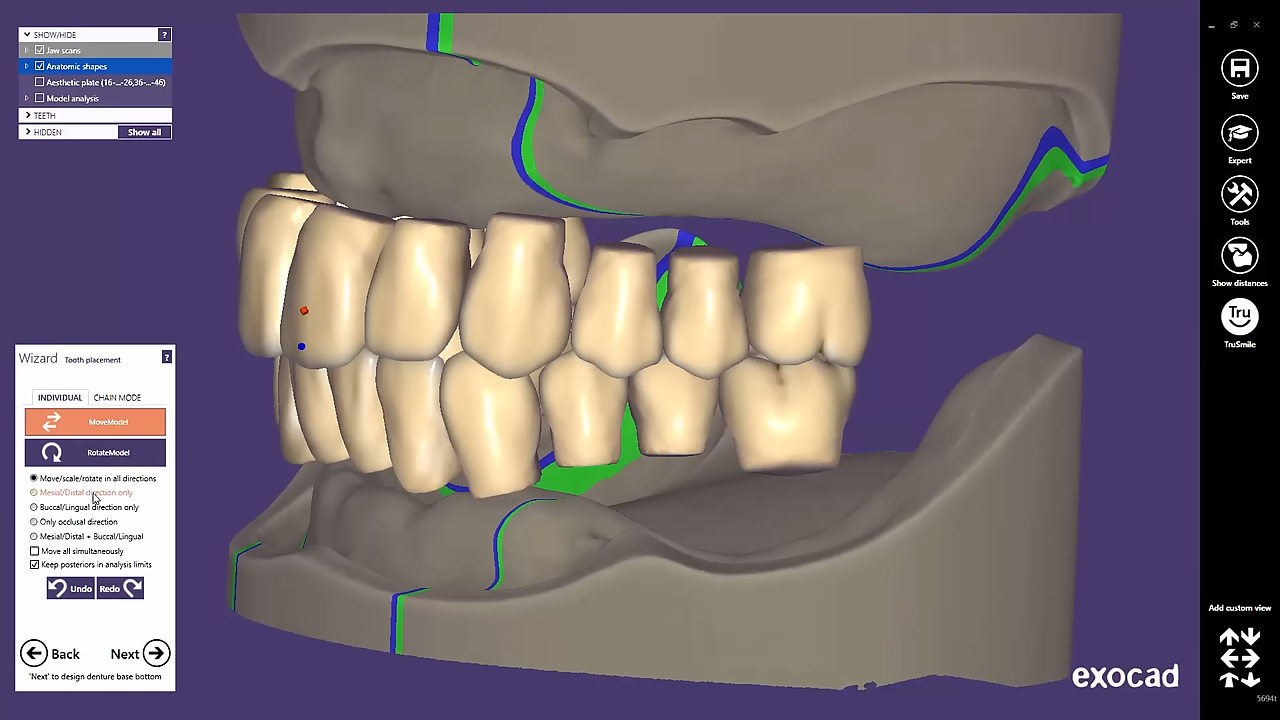 SHOW/HIDE ?
Jaw scans
Anatomic shapes
Aesthetic plate (16-...-26,36-...-46)
Model analysis
TEETH
HIDDEN Show all
Wizard Tooth placement ?
INDIVIDUAL CHAIN MODE
MoveModel
RotateModel
Move/scale/rotate in all directions
Mesial/Distal direction only
Buccal/Lingual direction only
Only occlusal direction
Mesial/Distal + Buccal/Lingual
Move all simultaneously
Keep posteriors in analysis limits
Undo Redo
Back Next
'Next' to design denture base bottom
Save
Expert
Tools
Show distances
Tru
TruSmile
Add custom view
exocad
5694t